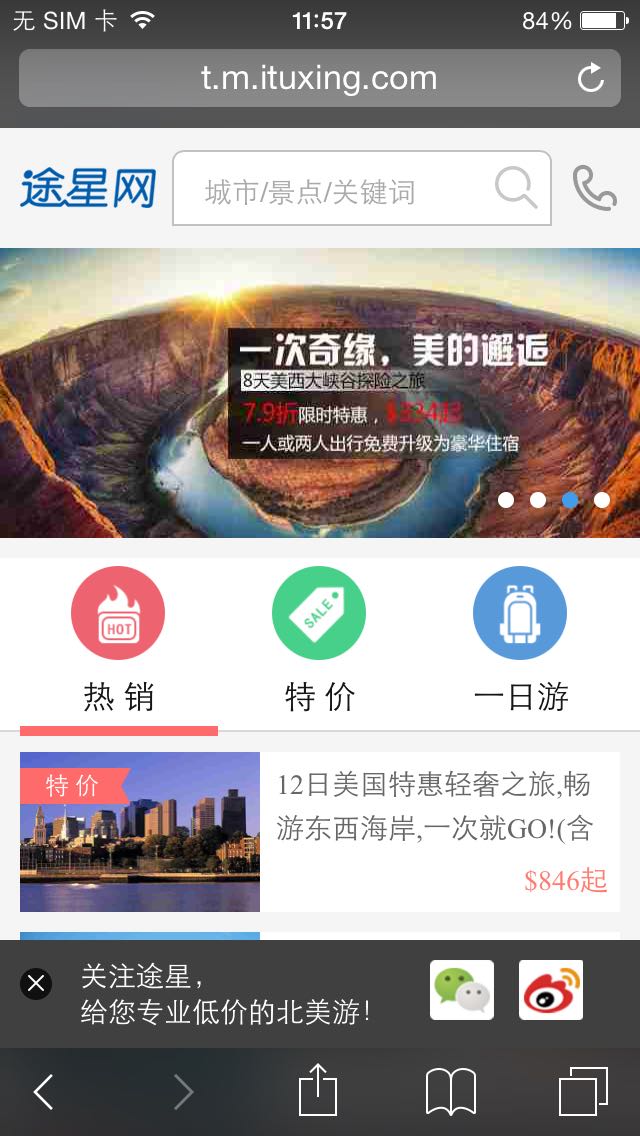 无 SIM 卡
11:57
84%
t.m.ituxing.com
途星网
城市/景点/关键词
一次奇缘，美的邂逅
8天美西大峡谷探险之旅
7.9折限时特惠，$334起
一人或两人出行免费升级为豪华住宿
HOT
SALE
热 销
特 价
一日游
特 价
12日美国特惠轻奢之旅,畅
游东西海岸,一次就GO!(含
$846起
关注途星，
给您专业低价的北美游！